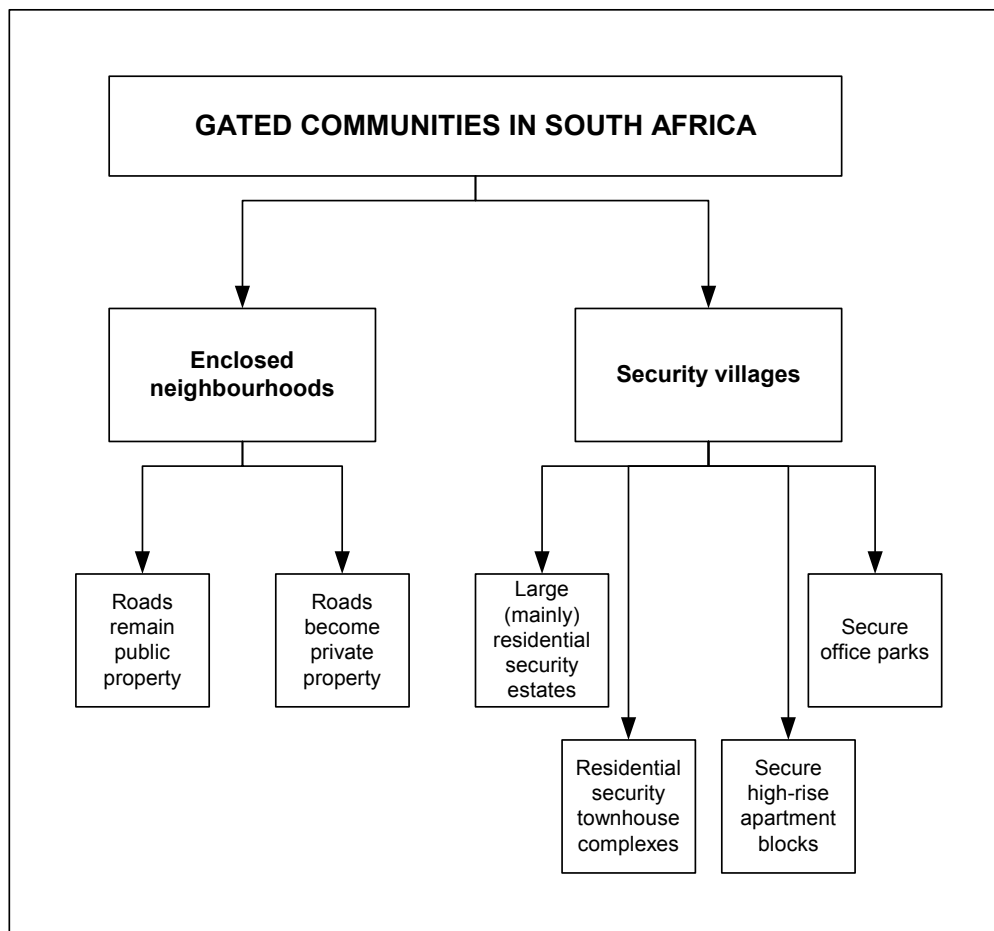 GATED COMMUNITIES IN SOUTH AFRICA
Enclosed
neighbourhoods
Security villages
Roads
remain
public
property
Roads
become
private
property
Large
(mainly)
residential
security
estates
Secure
office parks
Residential
security
townhouse
complexes
Secure
high-rise
apartment
blocks